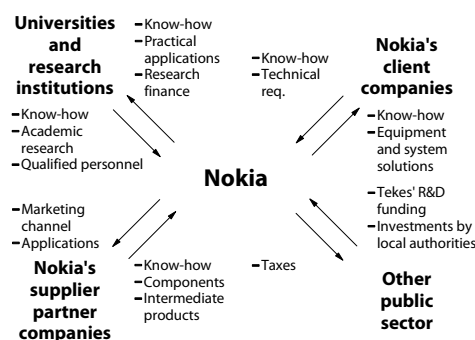 Universities
and
research
institutions
– Know-how
– Practical
applications
– Research
finance
– Know-how
– Technical
req.
Nokia's
client
companies
– Know-how
– Academic
research
– Qualified personnel
– Know-how
– Equipment
and system
solutions
Nokia
– Marketing
channel
– Applications
– Tekes' R&D
funding
– Investments by
local authorities
Nokia's
supplier
partner
companies
– Know-how
– Components
– Intermediate
products
– Taxes
Other
public
sector